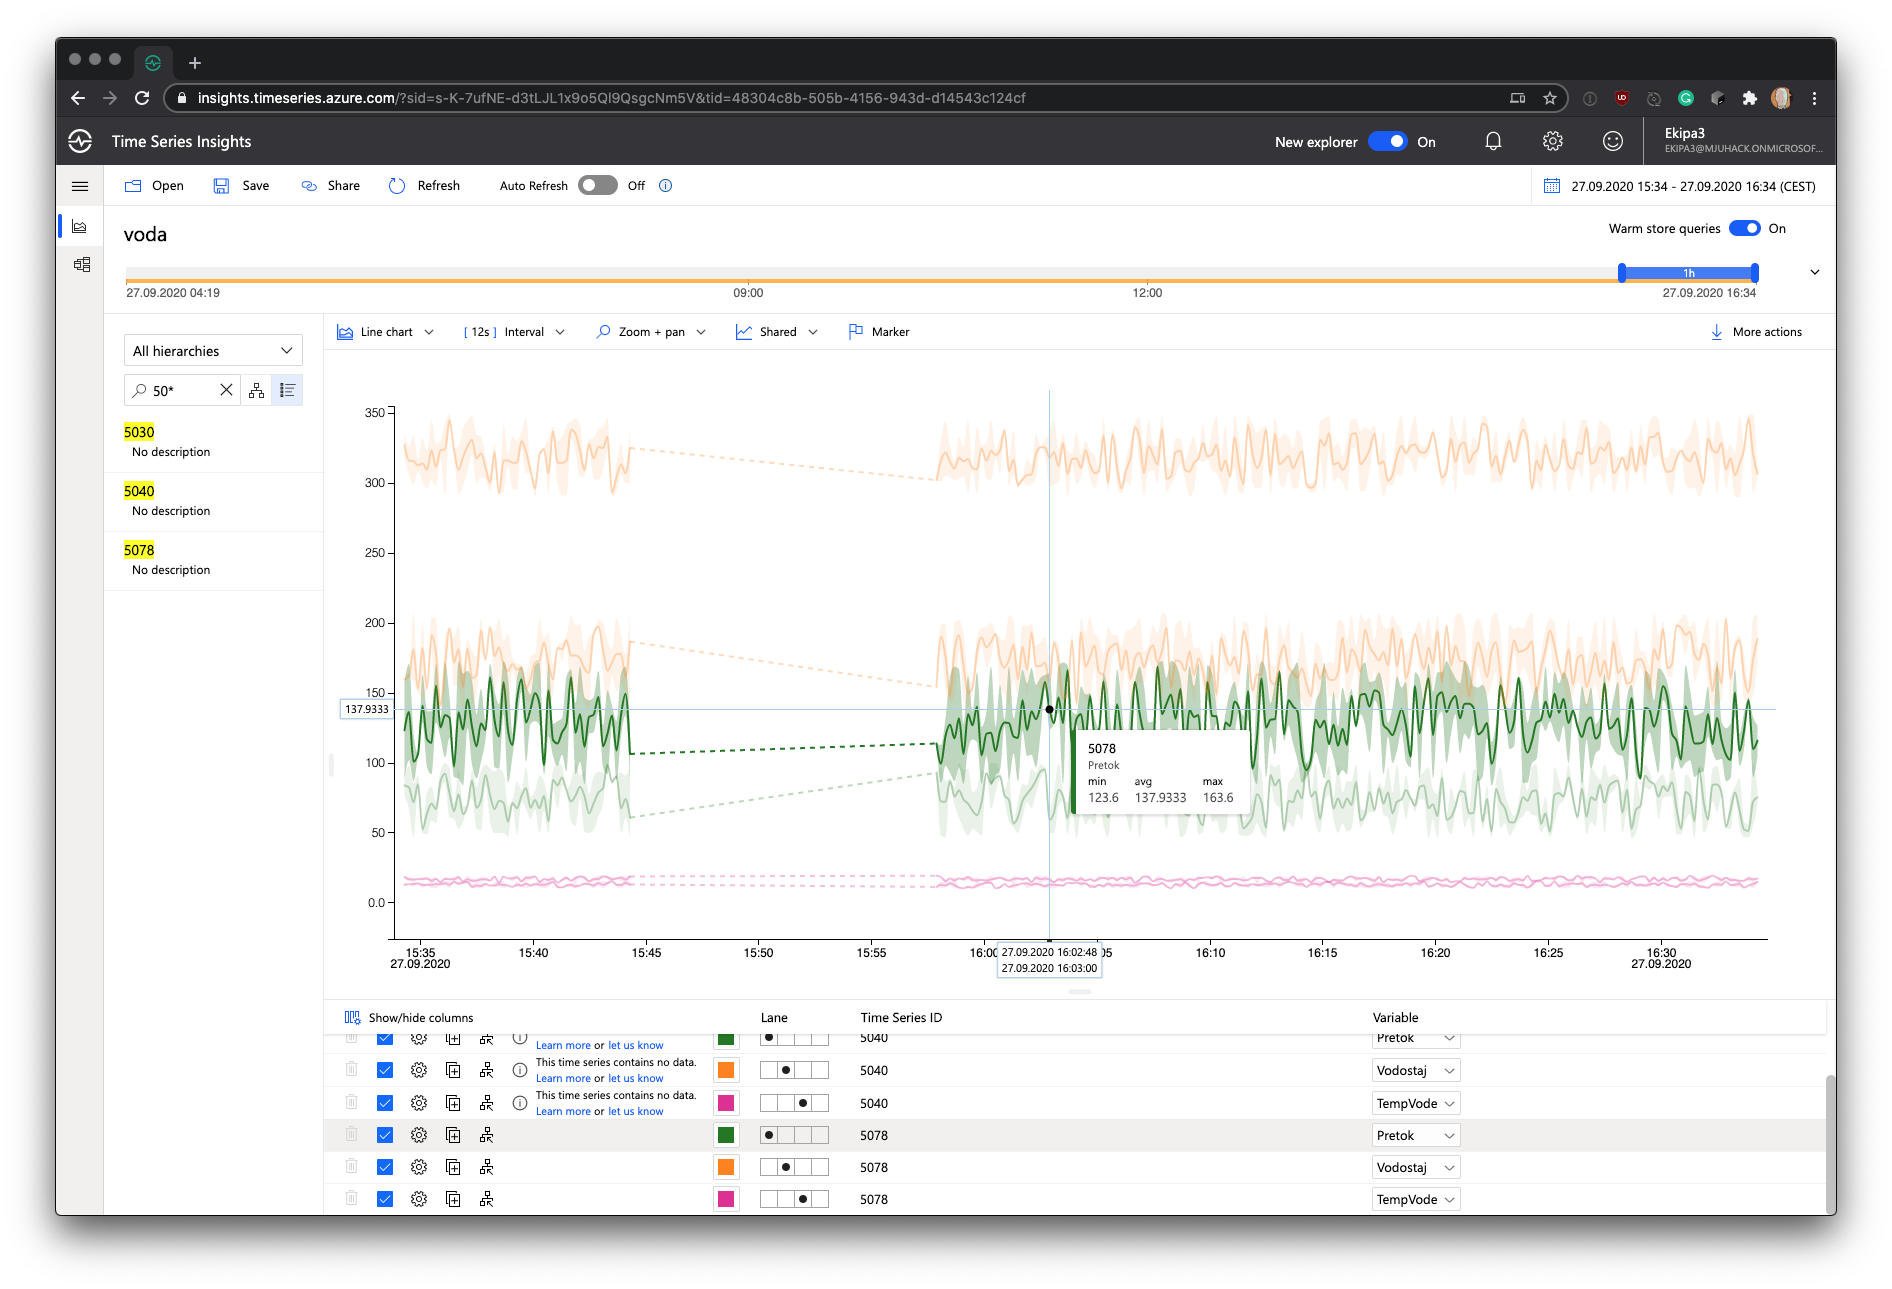 insights.timeseries.azure.com/?sid=s-K-7ufNE-d3tLJL1x9o5Ql9QsgcNm5V&tid=48304c8b-505b-4156-943d-d14543c124cf
Time Series Insights
New explorer On
Ekipa3
EKIPA3@MJUHACK.ONMICROSOF...
Open Save Share Refresh Auto Refresh Off
27.09.2020 15:34 - 27.09.2020 16:34 (CEST)
voda
Warm store queries On
1h
27.09.2020 04:19 09:00 12:00 27.09.2020 16:34
All hierarchies
50*
5030
No description
5040
No description
5078
No description
Line chart [ 12s ] Interval Zoom + pan Shared Marker More actions
350
300
250
200
150
137.9333
100
50
0.0
5078
Pretok
min avg max
123.6 137.9333 163.6
15:35 15:40 15:45 15:50 15:55 16:00 16:10 16:15 16:20 16:25 16:30
27.09.2020 27.09.2020
27.09.2020 16:02:48
27.09.2020 16:03:00
Show/hide columns Lane Time Series ID Variable
Learn more or let us know 5040 Pretok
This time series contains no data.
Learn more or let us know 5040 Vodostaj
This time series contains no data.
Learn more or let us know 5040 TempVode
5078 Pretok
5078 Vodostaj
5078 TempVode